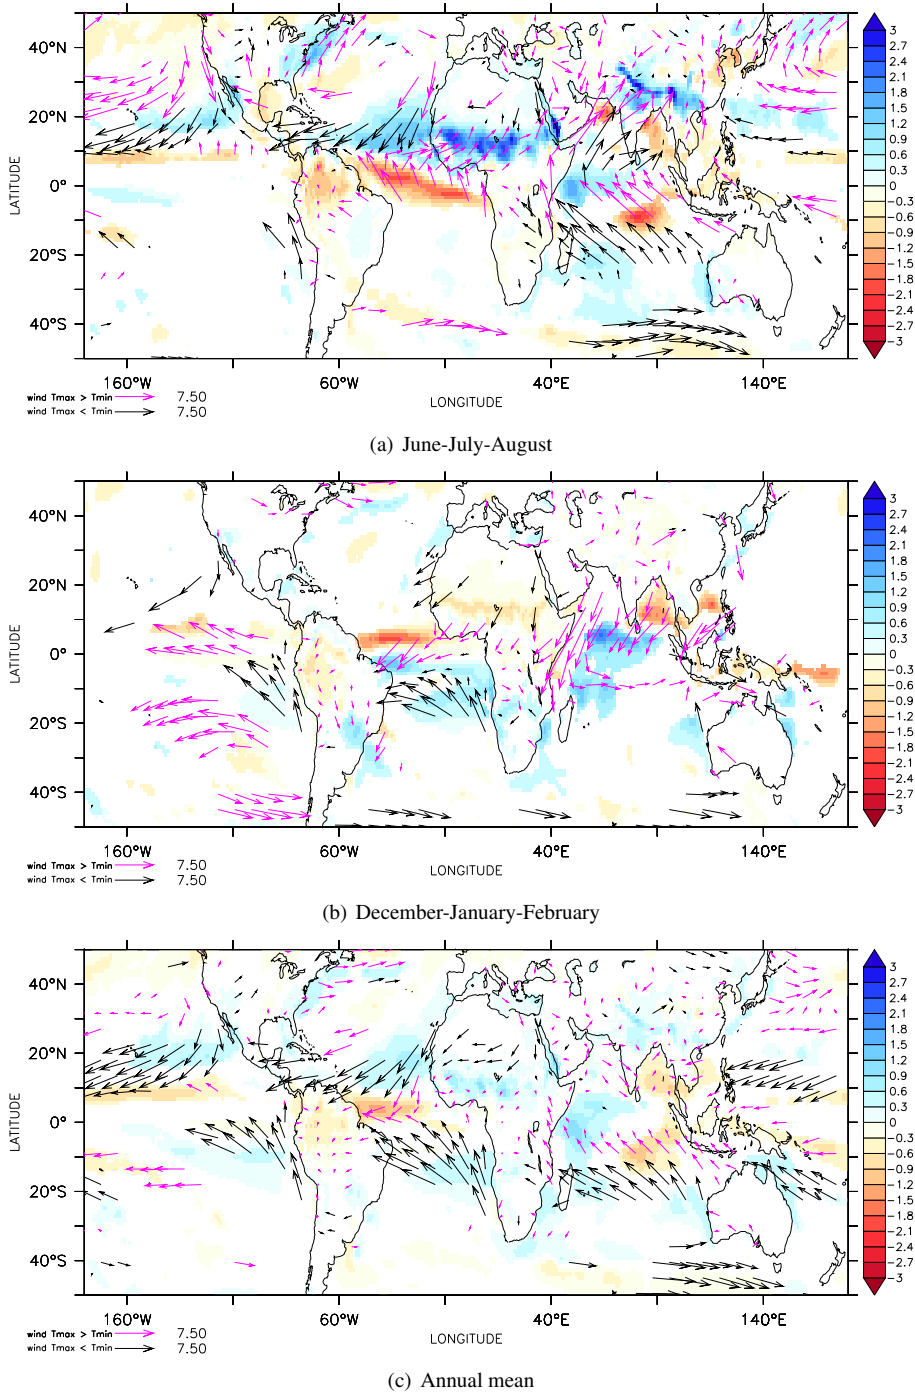 40°N
20°N
0°
20°S
40°S
LATITUDE
160°W 60°W 40°E 140°E
LONGITUDE
wind Tmax > Tmin 7.50
wind Tmax < Tmin 7.50
3
2.7
2.4
2.1
1.8
1.5
1.2
0.9
0.6
0.3
0
-0.3
-0.6
-0.9
-1.2
-1.5
-1.8
-2.1
-2.4
-2.7
-3
(a) June-July-August
40°N
20°N
0°
20°S
40°S
LATITUDE
160°W 60°W 40°E 140°E
LONGITUDE
wind Tmax > Tmin 7.50
wind Tmax < Tmin 7.50
3
2.7
2.4
2.1
1.8
1.5
1.2
0.9
0.6
0.3
0
-0.3
-0.6
-0.9
-1.2
-1.5
-1.8
-2.1
-2.4
-2.7
-3
(b) December-January-February
40°N
20°N
0°
20°S
40°S
LATITUDE
160°W 60°W 40°E 140°E
LONGITUDE
wind Tmax > Tmin 7.50
wind Tmax < Tmin 7.50
3
2.7
2.4
2.1
1.8
1.5
1.2
0.9
0.6
0.3
0
-0.3
-0.6
-0.9
-1.2
-1.5
-1.8
-2.1
-2.4
-2.7
-3
(c) Annual mean